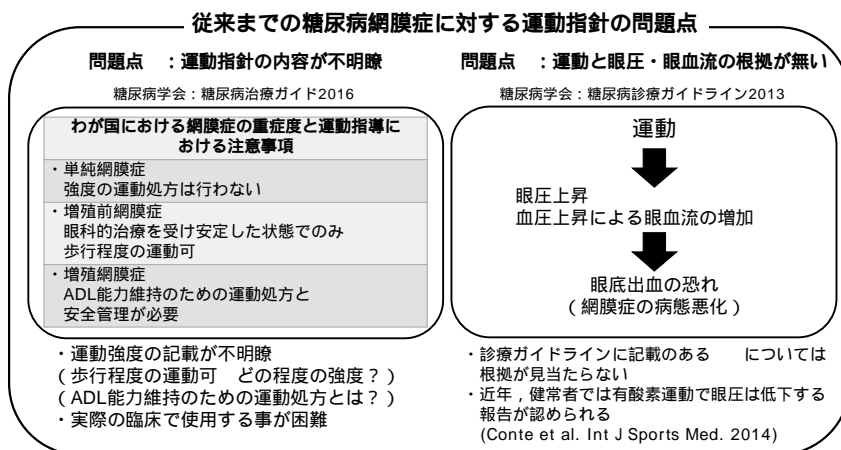 従来までの糖尿病網膜症に対する運動指針の問題点
問題点　：運動指針の内容が不明瞭
糖尿病学会：糖尿病治療ガイド2016
わが国における網膜症の重症度と運動指導に
おける注意事項
・単純網膜症
強度の運動処方は行わない
・増殖前網膜症
眼科的治療を受け安定した状態でのみ
歩行程度の運動可
・増殖網膜症
ADL能力維持のための運動処方と
安全管理が必要
・運動強度の記載が不明瞭
（歩行程度の運動可　どの程度の強度？）
（ADL能力維持のための運動処方とは？）
・実際の臨床で使用する事が困難
問題点　：運動と眼圧・眼血流の根拠が無い
糖尿病学会：糖尿病診療ガイドライン2013
運動
眼圧上昇
血圧上昇による眼血流の増加
眼底出血の恐れ
（網膜症の病態悪化）
・診療ガイドラインに記載のある　　については
根拠が見当たらない
・近年，健常者では有酸素運動で眼圧は低下する
報告が認められる
(Conte et al. Int J Sports Med. 2014)